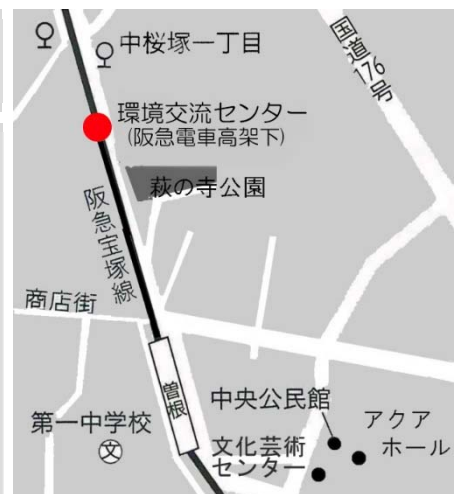 中桜塚一丁目
国道176号
環境交流センター
(阪急電車高架下)
萩の寺公園
阪急宝塚線
商店街
曽根
中央公民館
アクア
ホール
第一中学校
文
文化芸術
センター